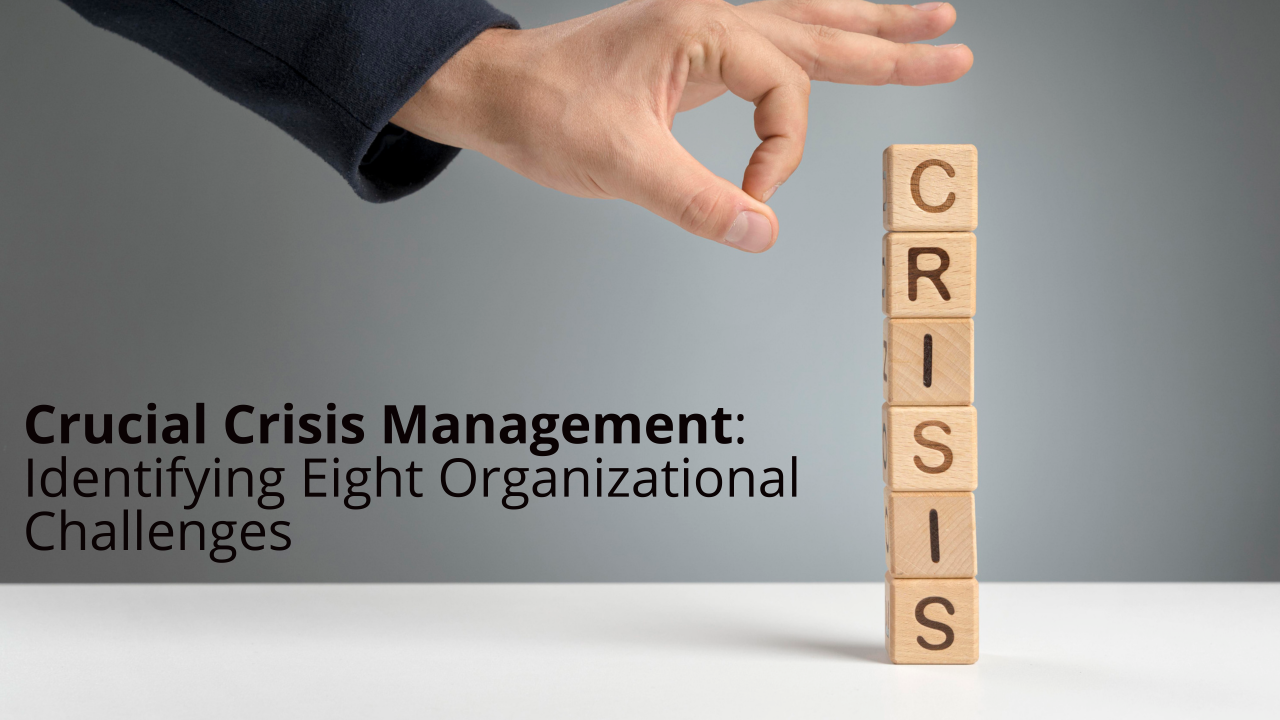 Crucial Crisis Management:
Identifying Eight Organizational
Challenges
C
R
I
S
I
S